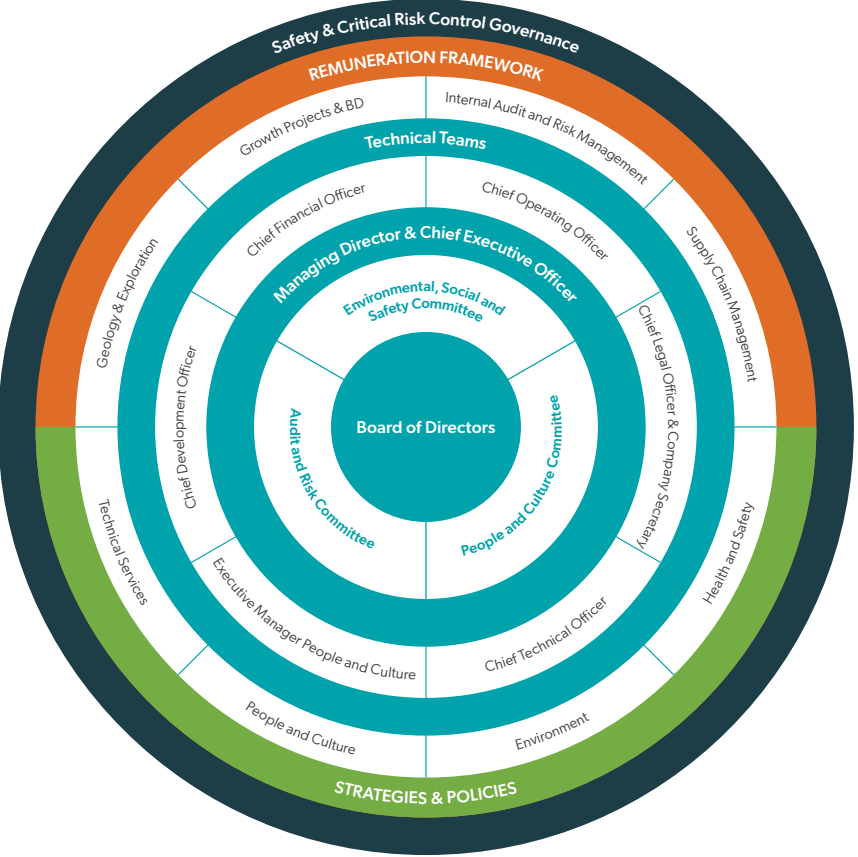 Safety & Critical Risk Control Governance
REMUNERATION FRAMEWORK
Growth Projects & BD
Internal Audit and Risk Management
Supply Chain Management
Health and Safety
Environment
People and Culture
Technical Services
Geology & Exploration
Technical Teams
Chief Financial Officer
Chief Operating Officer
Chief Legal Officer & Company Secretary
Chief Technical Officer
Executive Manager People and Culture
Chief Development Officer
Managing Director & Chief Executive Officer
Environmental, Social and
Safety Committee
People and Culture Committee
Audit and Risk Committee
Board of Directors
STRATEGIES & POLICIES